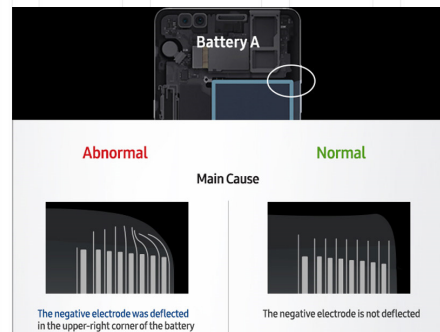 Battery A
Abnormal
Normal
Main Cause
The negative electrode was deflected
in the upper-right corner of the battery
The negative electrode is not deflected